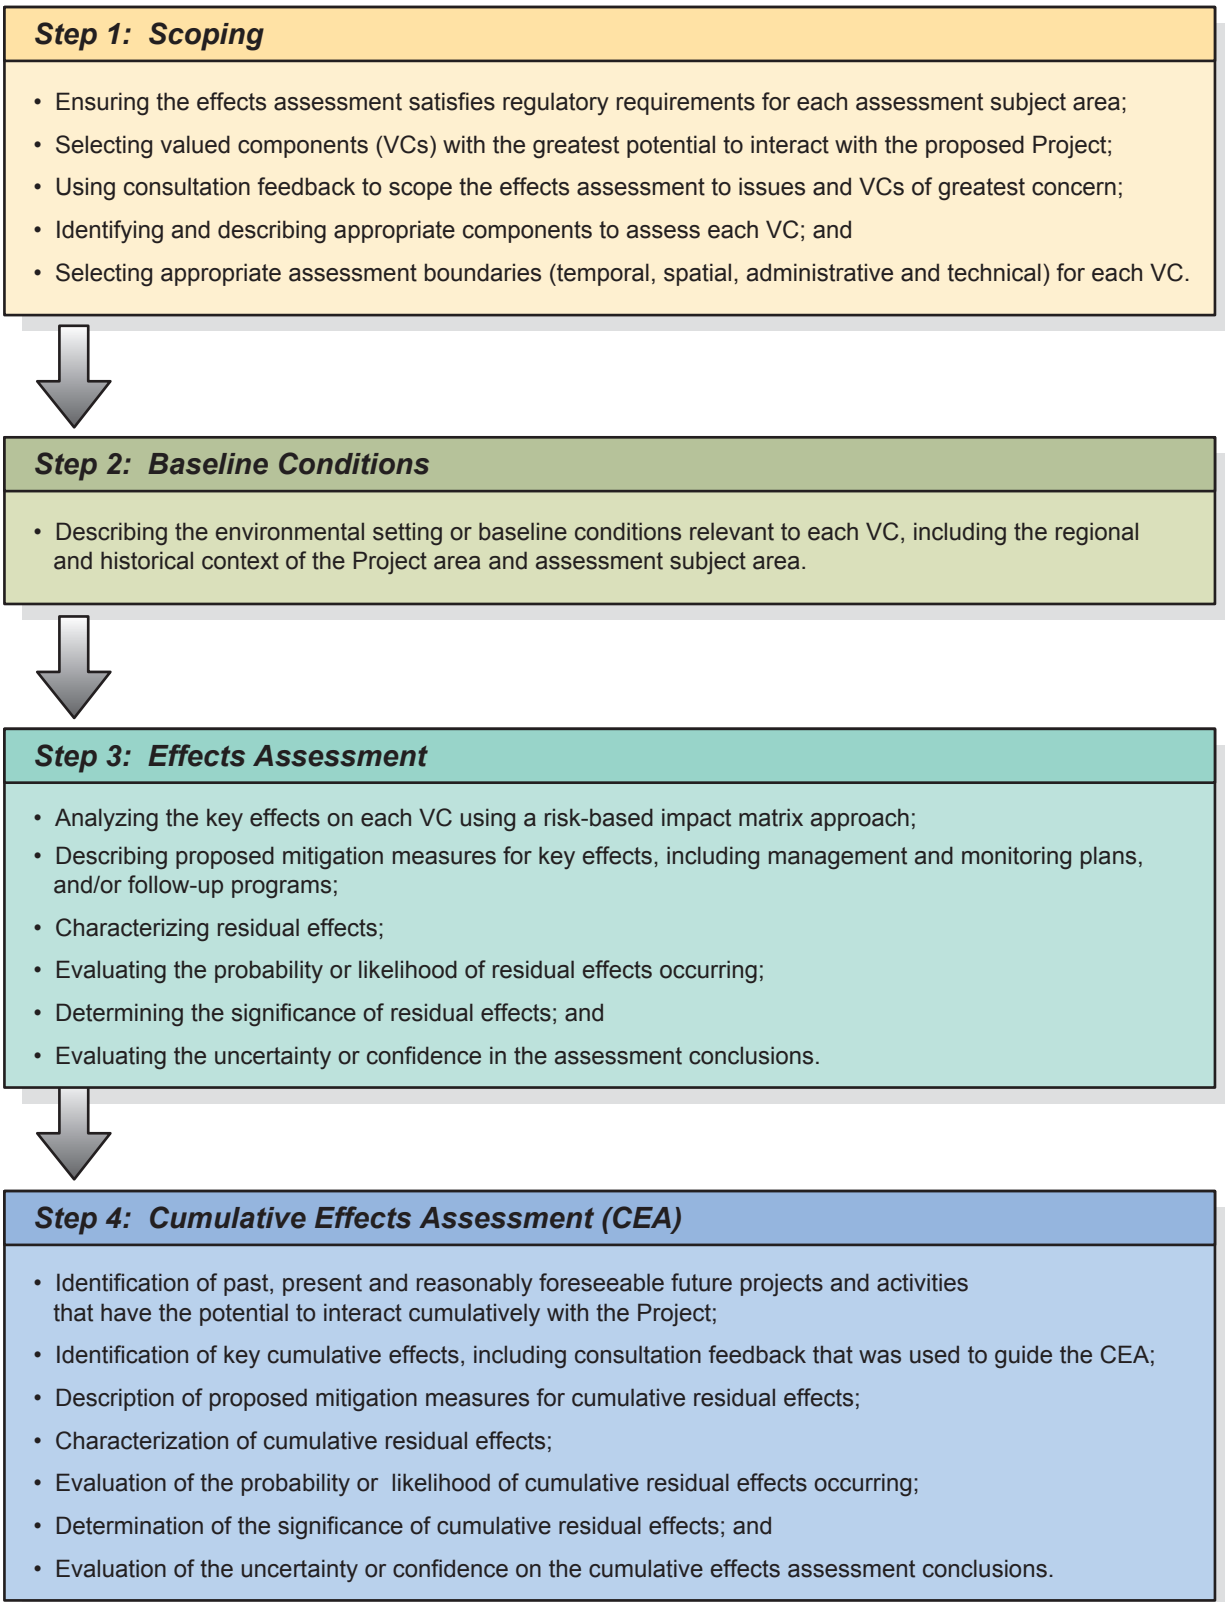 Step 1: Scoping
• Ensuring the effects assessment satisfies regulatory requirements for each assessment subject area;
• Selecting valued components (VCs) with the greatest potential to interact with the proposed Project;
• Using consultation feedback to scope the effects assessment to issues and VCs of greatest concern;
• Identifying and describing appropriate components to assess each VC; and
• Selecting appropriate assessment boundaries (temporal, spatial, administrative and technical) for each VC.
Step 2: Baseline Conditions
• Describing the environmental setting or baseline conditions relevant to each VC, including the regional
and historical context of the Project area and assessment subject area.
Step 3: Effects Assessment
• Analyzing the key effects on each VC using a risk-based impact matrix approach;
• Describing proposed mitigation measures for key effects, including management and monitoring plans,
and/or follow-up programs;
• Characterizing residual effects;
• Evaluating the probability or likelihood of residual effects occurring;
• Determining the significance of residual effects; and
• Evaluating the uncertainty or confidence in the assessment conclusions.
Step 4: Cumulative Effects Assessment (CEA)
• Identification of past, present and reasonably foreseeable future projects and activities
that have the potential to interact cumulatively with the Project;
• Identification of key cumulative effects, including consultation feedback that was used to guide the CEA;
• Description of proposed mitigation measures for cumulative residual effects;
• Characterization of cumulative residual effects;
• Evaluation of the probability or likelihood of cumulative residual effects occurring;
• Determination of the significance of cumulative residual effects; and
• Evaluation of the uncertainty or confidence on the cumulative effects assessment conclusions.